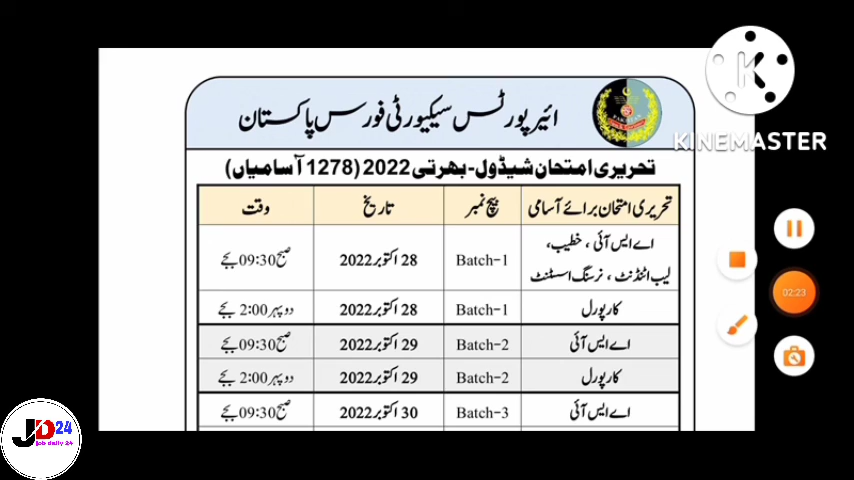 ائیرپورٹس سیکیورٹی فورس پاکستان
تحریری امتحان شیڈول-بھرتی 2022 (1278 آسامیاں)
تحریری امتحان برائے آسامی بیچ نمبر تاریخ وقت
اے ایس آئی ، خطیب، لیب اٹنڈنٹ ، نرسنگ اسسٹنٹ Batch-1 28 اکتوبر 2022 صبح 09:30 بجے
کارپورل Batch-1 28 اکتوبر 2022 دوپہر 2:00 بجے
اے ایس آئی Batch-2 29 اکتوبر 2022 صبح 09:30 بجے
کارپورل Batch-2 29 اکتوبر 2022 دوپہر 2:00 بجے
اے ایس آئی Batch-3 30 اکتوبر 2022 صبح 09:30 بجے
K
KINEMASTER
02:23
JD 24
job daily 24